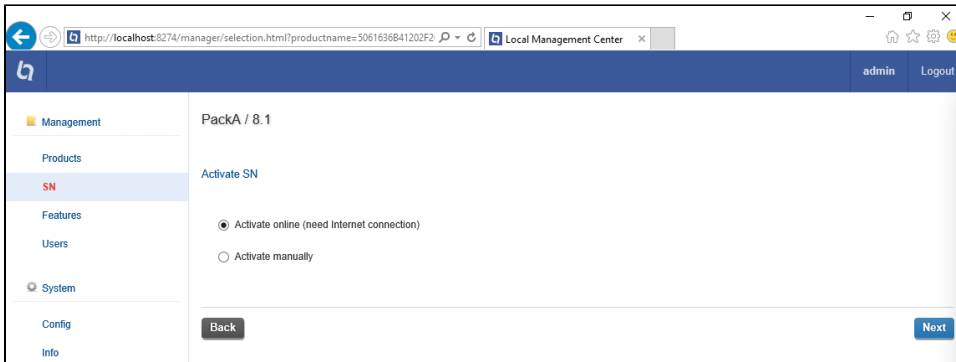 http://localhost:8274/manager/selection.html?productname=5061636B41202F2
Local Management Center
admin
Logout
Management
Products
SN
Features
Users
System
Config
Info
PackA / 8.1
Activate SN
Activate online (need Internet connection)
Activate manually
Back
Next